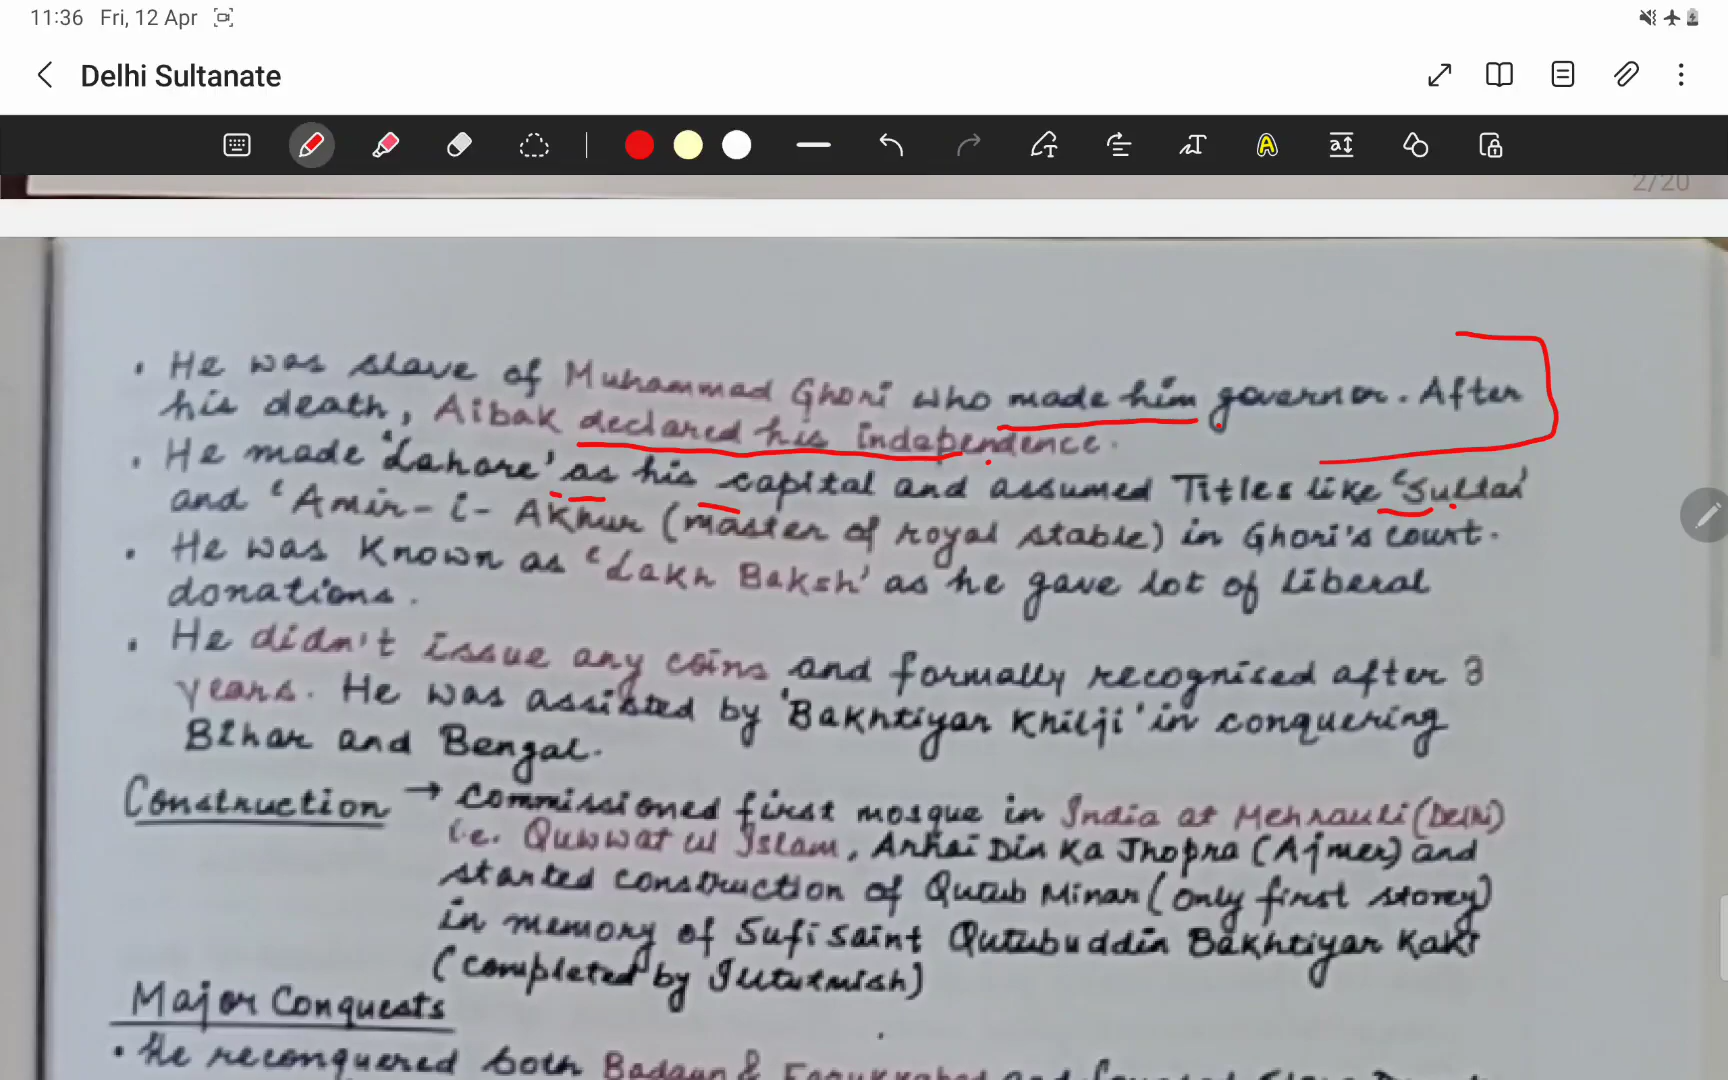 11:36 Fri, 12 Apr
Delhi Sultanate
2/20
• He was slave of Muhammad Ghori who made him governor. After
his death, Aibak declared his independence.
• He made 'Lahore' as his capital and assumed Titles like 'Sultan'
and 'Amir-i-Akhur (master of royal stable) in Ghori's court.
• He was known as 'Lakh Baksh' as he gave lot of liberal
donations.
• He didn't issue any coins and formally recognised after 3
years. He was assisted by 'Bakhtiyar Khilji' in conquering
Bihar and Bengal.
Construction → Commissioned first mosque in India at Mehrauli (Delhi)
i.e. Quwwat ul Islam, Arhai Din Ka Jhopra (Ajmer) and
started construction of Qutub Minar (only first storey)
in memory of Sufi saint Qutubuddin Bakhtiyar Kaki
(completed by Iltutmish)
Major Conquests
• He reconquered both Badaun &